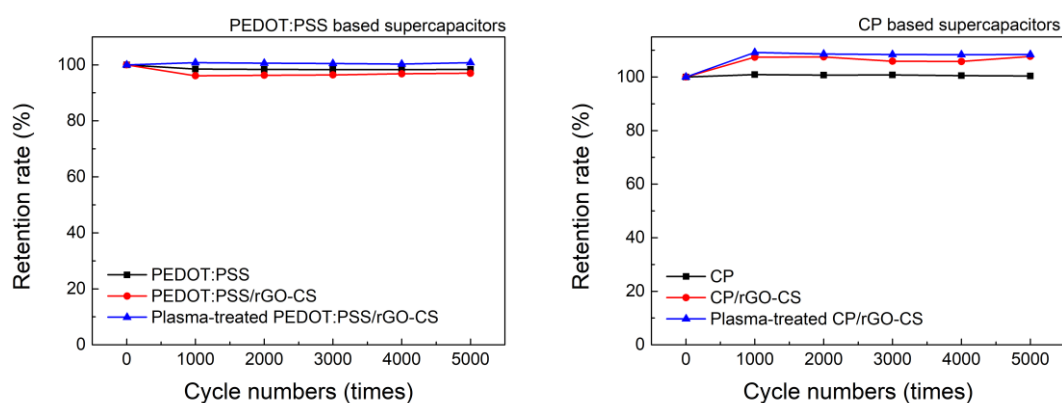 PEDOT:PSS based supercapacitors
Retention rate (%)
100
80
60
40
20
0
PEDOT:PSS
PEDOT:PSS/rGO-CS
Plasma-treated PEDOT:PSS/rGO-CS
0 1000 2000 3000 4000 5000
Cycle numbers (times)
CP based supercapacitors
Retention rate (%)
100
80
60
40
20
0
CP
CP/rGO-CS
Plasma-treated CP/rGO-CS
0 1000 2000 3000 4000 5000
Cycle numbers (times)